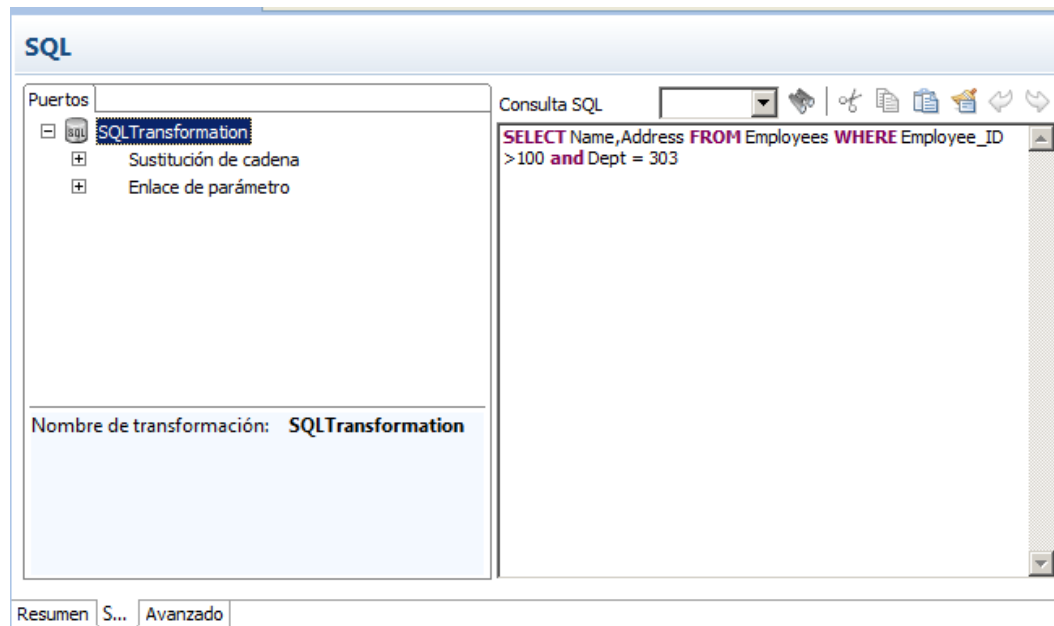 SQL
Puertos
SQLTransformation
Sustitución de cadena
Enlace de parámetro
Nombre de transformación: SQLTransformation
Consulta SQL
SELECT Name,Address FROM Employees WHERE Employee_ID
>100 and Dept = 303
Resumen S... Avanzado